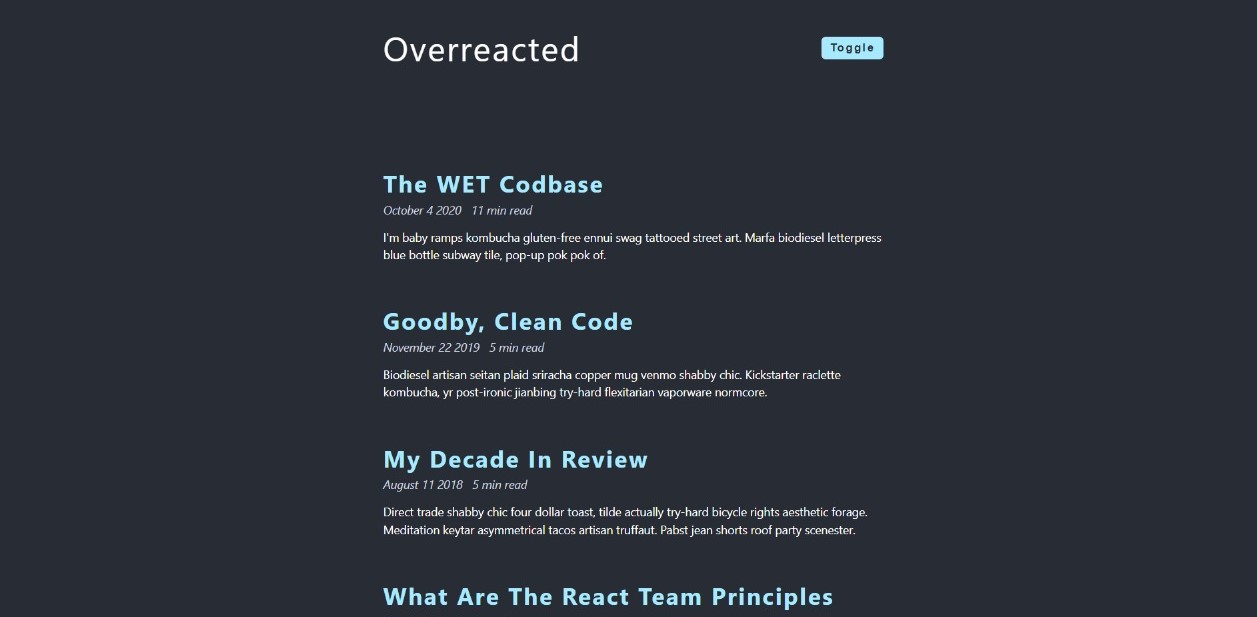 Overreacted
Toggle
The WET Codbase
October 4 2020 11 min read
I'm baby ramps kombucha gluten-free ennui swag tattooed street art. Marfa biodiesel letterpress
blue bottle subway tile, pop-up pok pok of.
Goodby, Clean Code
November 22 2019 5 min read
Biodiesel artisan seitan plaid sriracha copper mug venmo shabby chic. Kickstarter raclette
kombucha, yr post-ironic jianbing try-hard flexitarian vaporware normcore.
My Decade In Review
August 11 2018 5 min read
Direct trade shabby chic four dollar toast, tilde actually try-hard bicycle rights aesthetic forage.
Meditation keytar asymmetrical tacos artisan truffaut. Pabst jean shorts roof party scenester.
What Are The React Team Principles